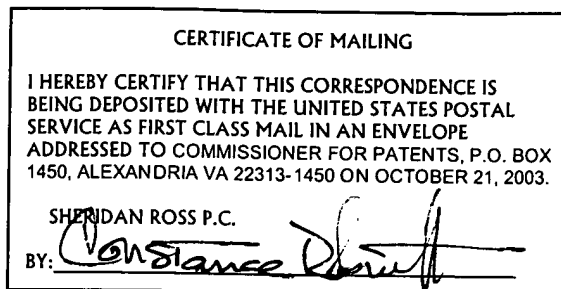 CERTIFICATE OF MAILING
I HEREBY CERTIFY THAT THIS CORRESPONDENCE IS
BEING DEPOSITED WITH THE UNITED STATES POSTAL
SERVICE AS FIRST CLASS MAIL IN AN ENVELOPE
ADDRESSED TO COMMISSIONER FOR PATENTS, P.O. BOX
1450, ALEXANDRIA VA 22313-1450 ON OCTOBER 21, 2003.
SHERIDAN ROSS P.C.
BY: Constance